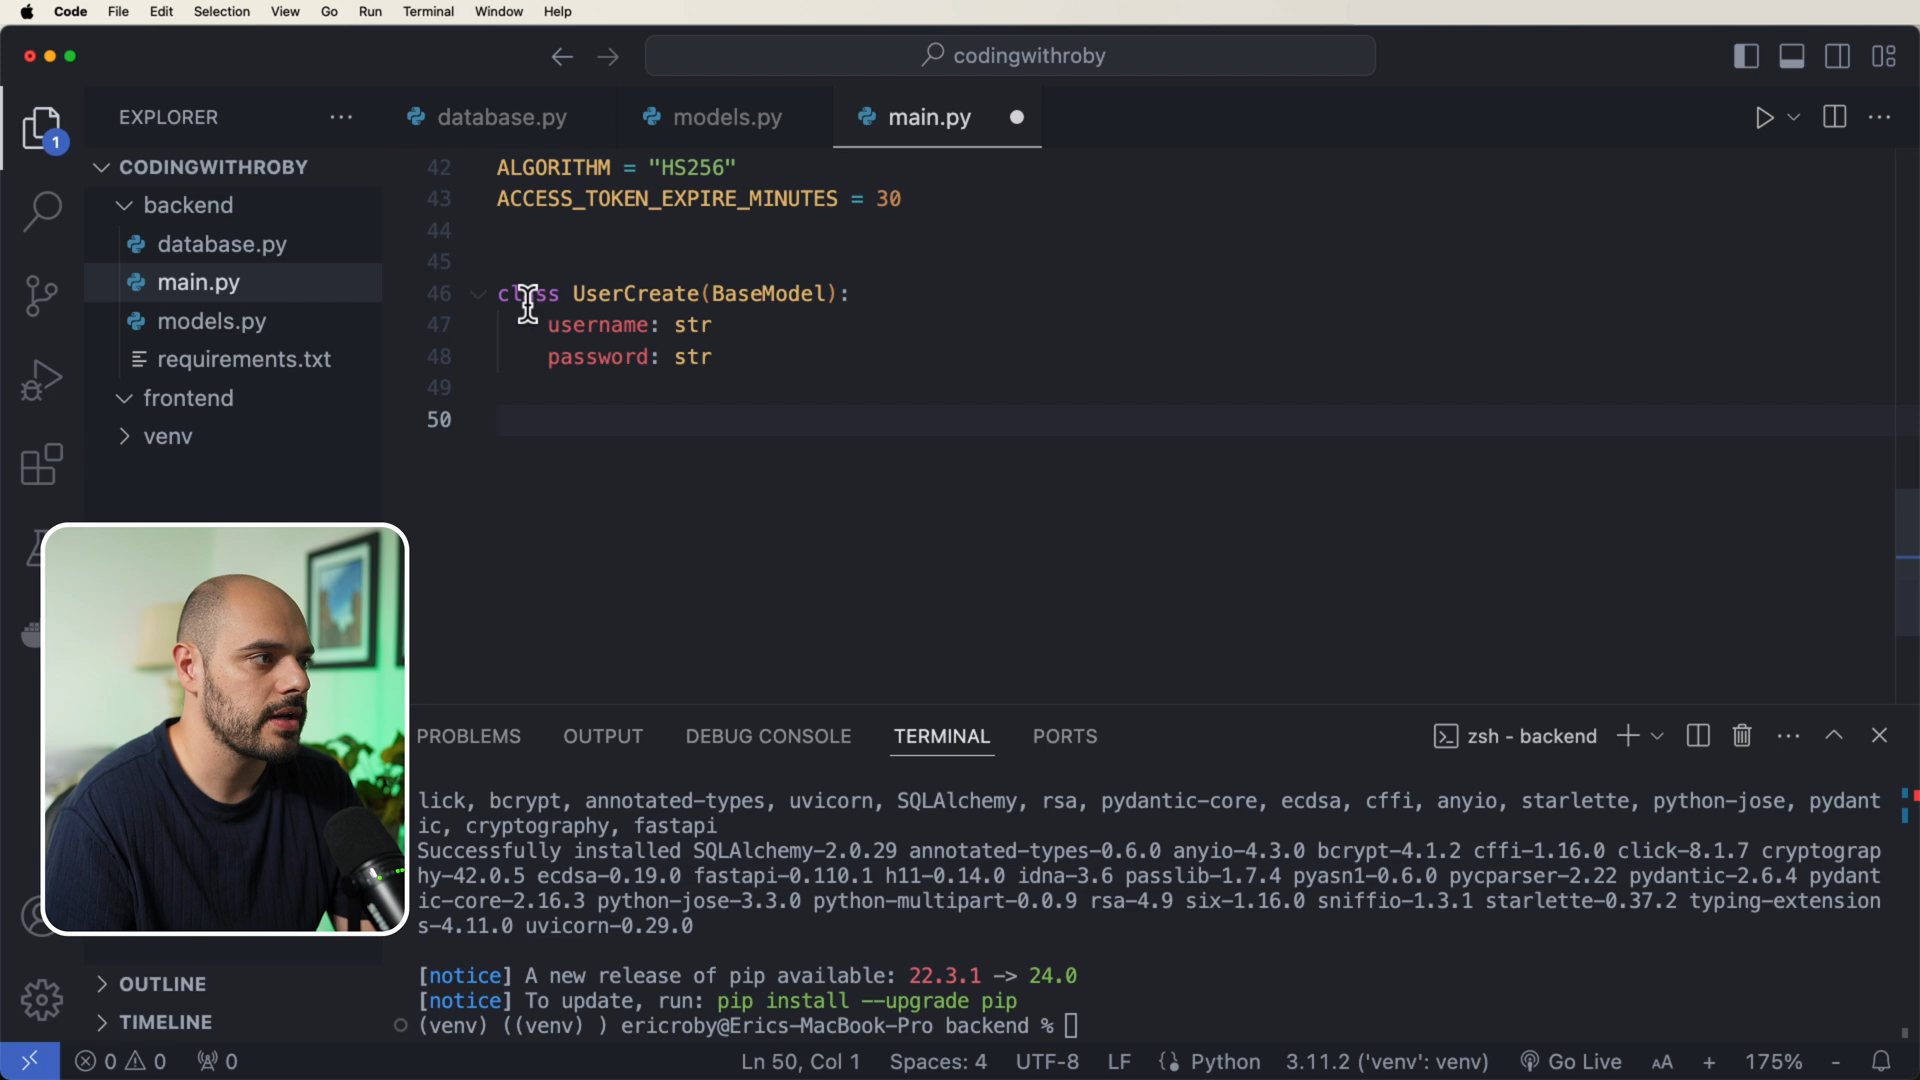 Code File Edit Selection View Go Run Terminal Window Help
codingwithroby
EXPLORER
database.py
models.py
main.py
1
CODINGWITHROBY
backend
database.py
main.py
models.py
requirements.txt
frontend
venv
42 ALGORITHM = "HS256"
43 ACCESS_TOKEN_EXPIRE_MINUTES = 30
44
45
46 class UserCreate(BaseModel):
47 username: str
48 password: str
49
50
PROBLEMS OUTPUT DEBUG CONSOLE TERMINAL PORTS
zsh - backend
lick, bcrypt, annotated-types, uvicorn, SQLAlchemy, rsa, pydantic-core, ecdsa, cffi, anyio, starlette, python-jose, pydant
ic, cryptography, fastapi
Successfully installed SQLAlchemy-2.0.29 annotated-types-0.6.0 anyio-4.3.0 bcrypt-4.1.2 cffi-1.16.0 click-8.1.7 cryptograp
hy-42.0.5 ecdsa-0.19.0 fastapi-0.110.1 h11-0.14.0 idna-3.6 passlib-1.7.4 pyasn1-0.6.0 pycparser-2.22 pydantic-2.6.4 pydant
ic-core-2.16.3 python-jose-3.3.0 python-multipart-0.0.9 rsa-4.9 six-1.16.0 sniffio-1.3.1 starlette-0.37.2 typing-extension
s-4.11.0 uvicorn-0.29.0
[notice] A new release of pip available: 22.3.1 -> 24.0
[notice] To update, run: pip install --upgrade pip
(venv) ((venv) ) ericroby@Erics-MacBook-Pro backend %
OUTLINE
TIMELINE
0 0 0
Ln 50, Col 1 Spaces: 4 UTF-8 LF Python 3.11.2 ('venv': venv) Go Live AA + 175% -